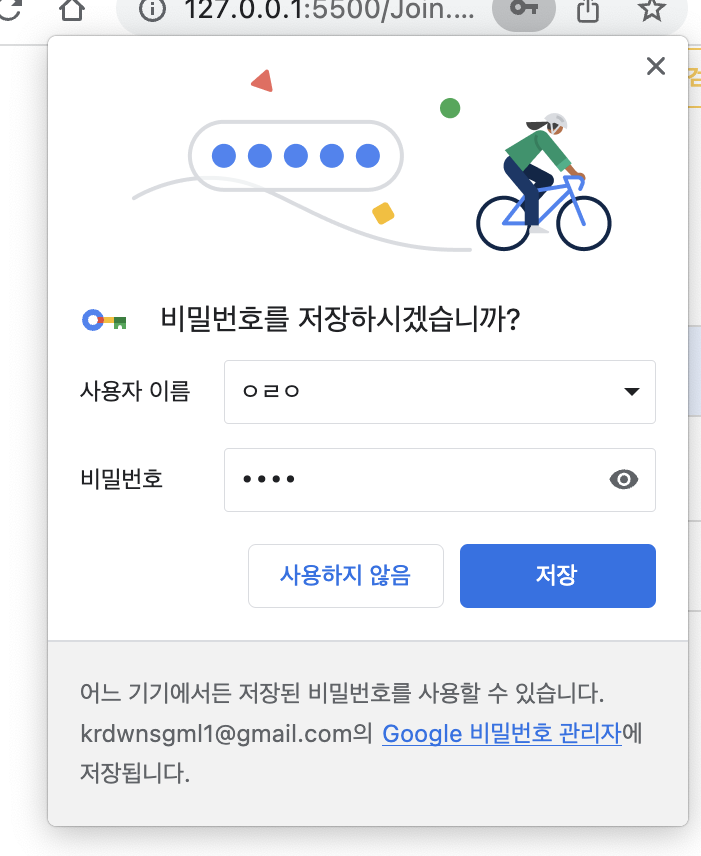 127.0.0.1:5500/Join....
비밀번호를 저장하시겠습니까?
사용자 이름
ㅇㄹㅇ
비밀번호
••••
사용하지 않음
저장
어느 기기에서든 저장된 비밀번호를 사용할 수 있습니다.
krdwnsgml1@gmail.com의 Google 비밀번호 관리자에
저장됩니다.